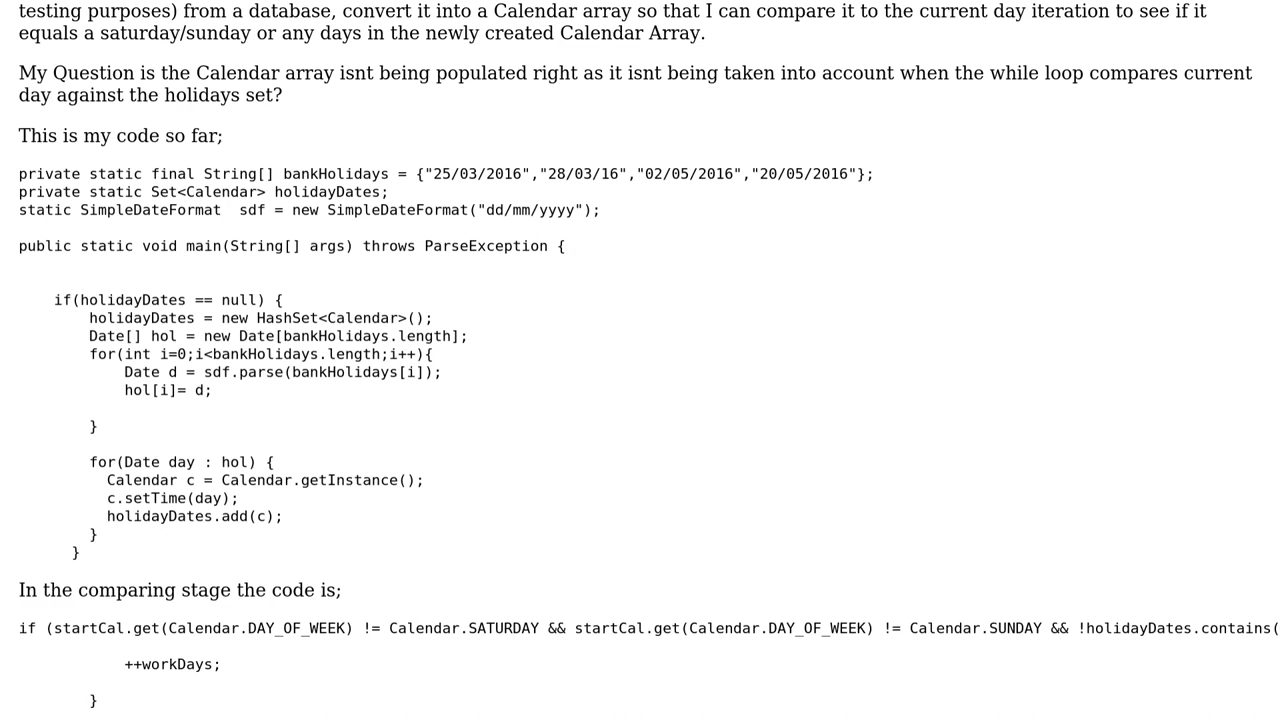 testing purposes) from a database, convert it into a Calendar array so that I can compare it to the current day iteration to see if it
equals a saturday/sunday or any days in the newly created Calendar Array.
My Question is the Calendar array isnt being populated right as it isnt being taken into account when the while loop compares current
day against the holidays set?
This is my code so far;
private static final String[] bankHolidays = {"25/03/2016","28/03/16","02/05/2016","20/05/2016"};
private static Set<Calendar> holidayDates;
static SimpleDateFormat  sdf = new SimpleDateFormat("dd/mm/yyyy");
public static void main(String[] args) throws ParseException {
    if(holidayDates == null) {
        holidayDates = new HashSet<Calendar>();
        Date[] hol = new Date[bankHolidays.length];
        for(int i=0;i<bankHolidays.length;i++){
            Date d = sdf.parse(bankHolidays[i]);
            hol[i]= d;
        }
        for(Date day : hol) {
          Calendar c = Calendar.getInstance();
          c.setTime(day);
          holidayDates.add(c);
        }
      }
In the comparing stage the code is;
if (startCal.get(Calendar.DAY_OF_WEEK) != Calendar.SATURDAY && startCal.get(Calendar.DAY_OF_WEEK) != Calendar.SUNDAY && !holidayDates.contains(
            ++workDays;
        }